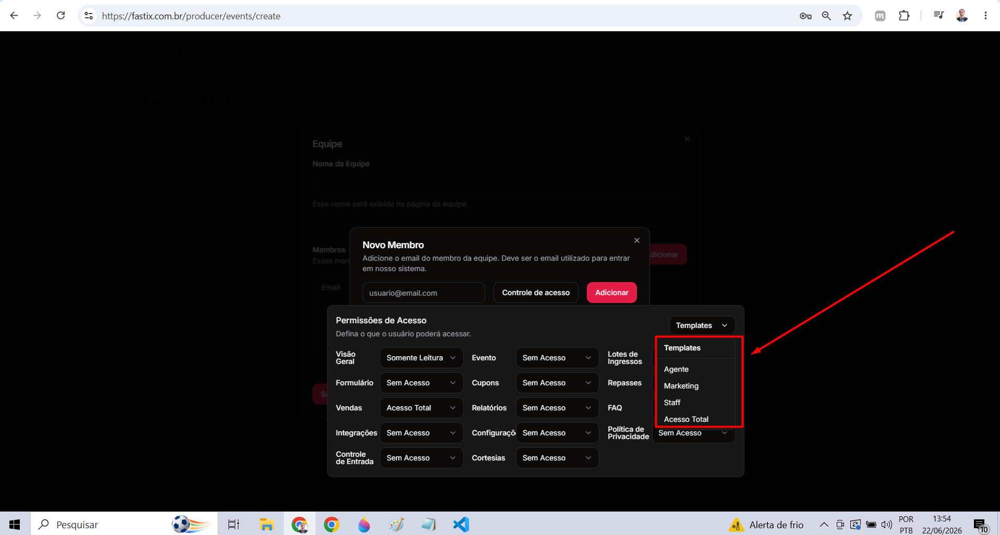 https://fastix.com.br/producer/events/create
fastix
Evento
Equipe
Nome da Equipe
Esse nome será exibido na página da equipe.
Membros
Esses mem
dicionar
Email
Sa
Novo Membro
Adicione o email do membro da equipe. Deve ser o email utilizado para entrar
em nosso sistema.
usuario@email.com
Controle de acesso
Adicionar
Permissões de Acesso
Defina o que o usuário poderá acessar.
Templates
Templates
Agente
Marketing
Staff
Acesso Total
Visão
Geral
Somente Leitura
Evento
Sem Acesso
Lotes de
Ingressos
Formulário
Sem Acesso
Cupons
Sem Acesso
Repasses
Vendas
Acesso Total
Relatórios
Sem Acesso
FAQ
Integrações
Sem Acesso
Configuraçõ
Sem Acesso
Política de
Privacidade
Sem Acesso
Controle
de Entrada
Sem Acesso
Cortesias
Sem Acesso
Pesquisar
Alerta de frio
POR
PTB
13:54
22/06/2026
10